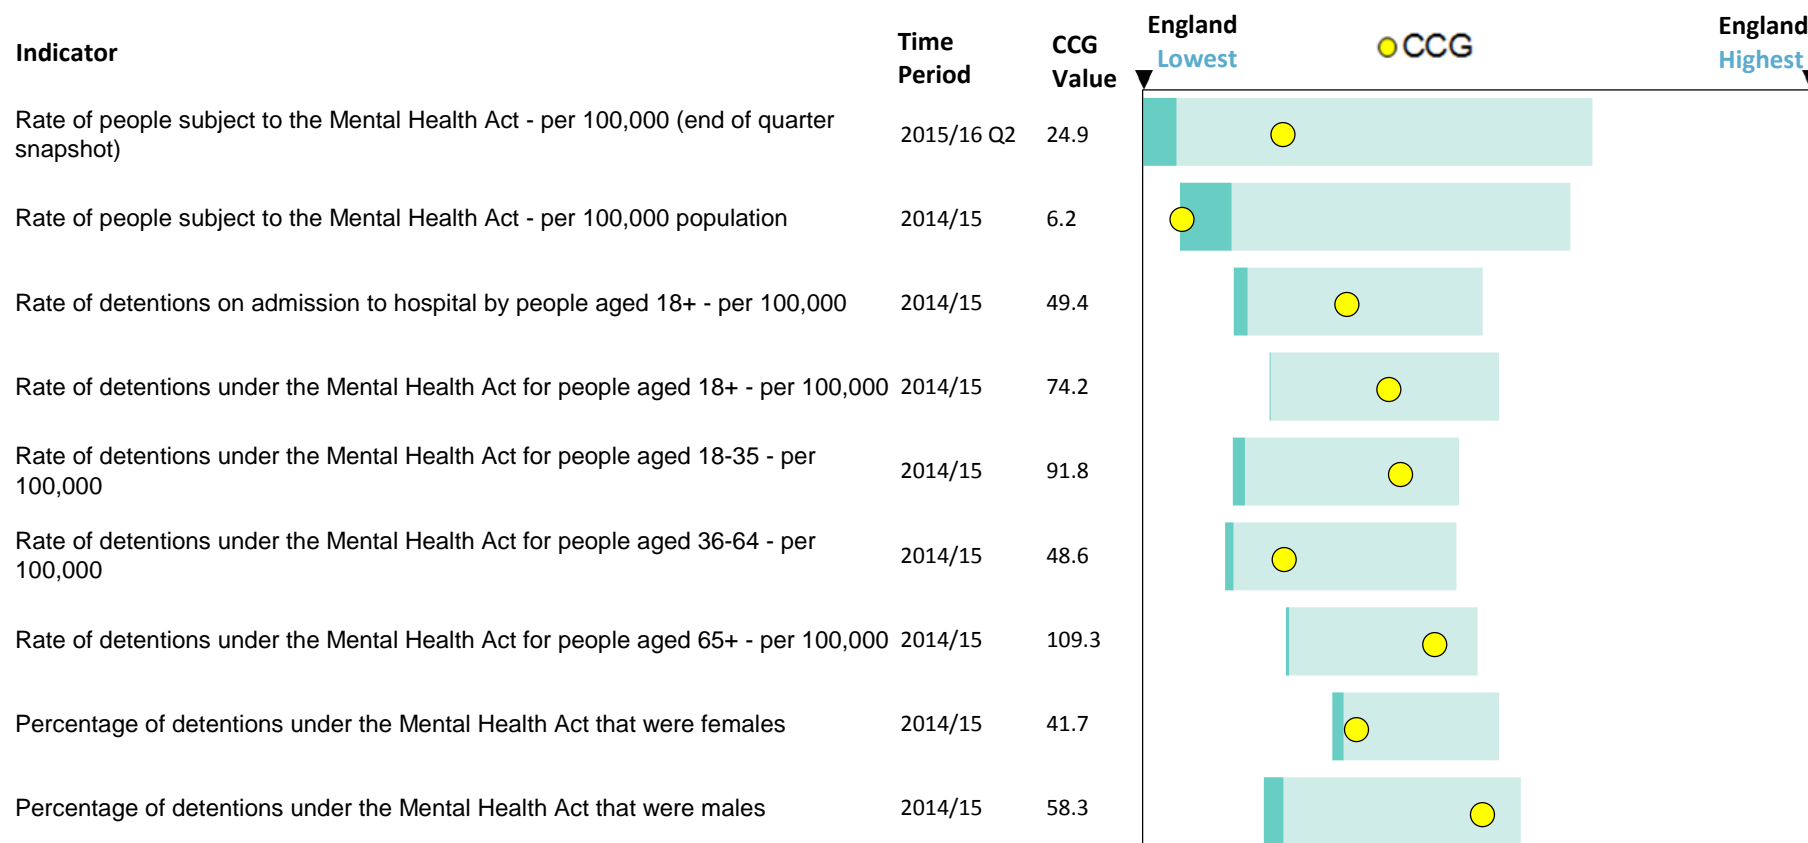 Indicator
Time Period
CCG Value
England Lowest
CCG
England Highest
Rate of people subject to the Mental Health Act - per 100,000 (end of quarter
snapshot)
2015/16 Q2
24.9
Rate of people subject to the Mental Health Act - per 100,000 population
2014/15
6.2
Rate of detentions on admission to hospital by people aged 18+ - per 100,000
2014/15
49.4
Rate of detentions under the Mental Health Act for people aged 18+ - per 100,000
2014/15
74.2
Rate of detentions under the Mental Health Act for people aged 18-35 - per
100,000
2014/15
91.8
Rate of detentions under the Mental Health Act for people aged 36-64 - per
100,000
2014/15
48.6
Rate of detentions under the Mental Health Act for people aged 65+ - per 100,000
2014/15
109.3
Percentage of detentions under the Mental Health Act that were females
2014/15
41.7
Percentage of detentions under the Mental Health Act that were males
2014/15
58.3